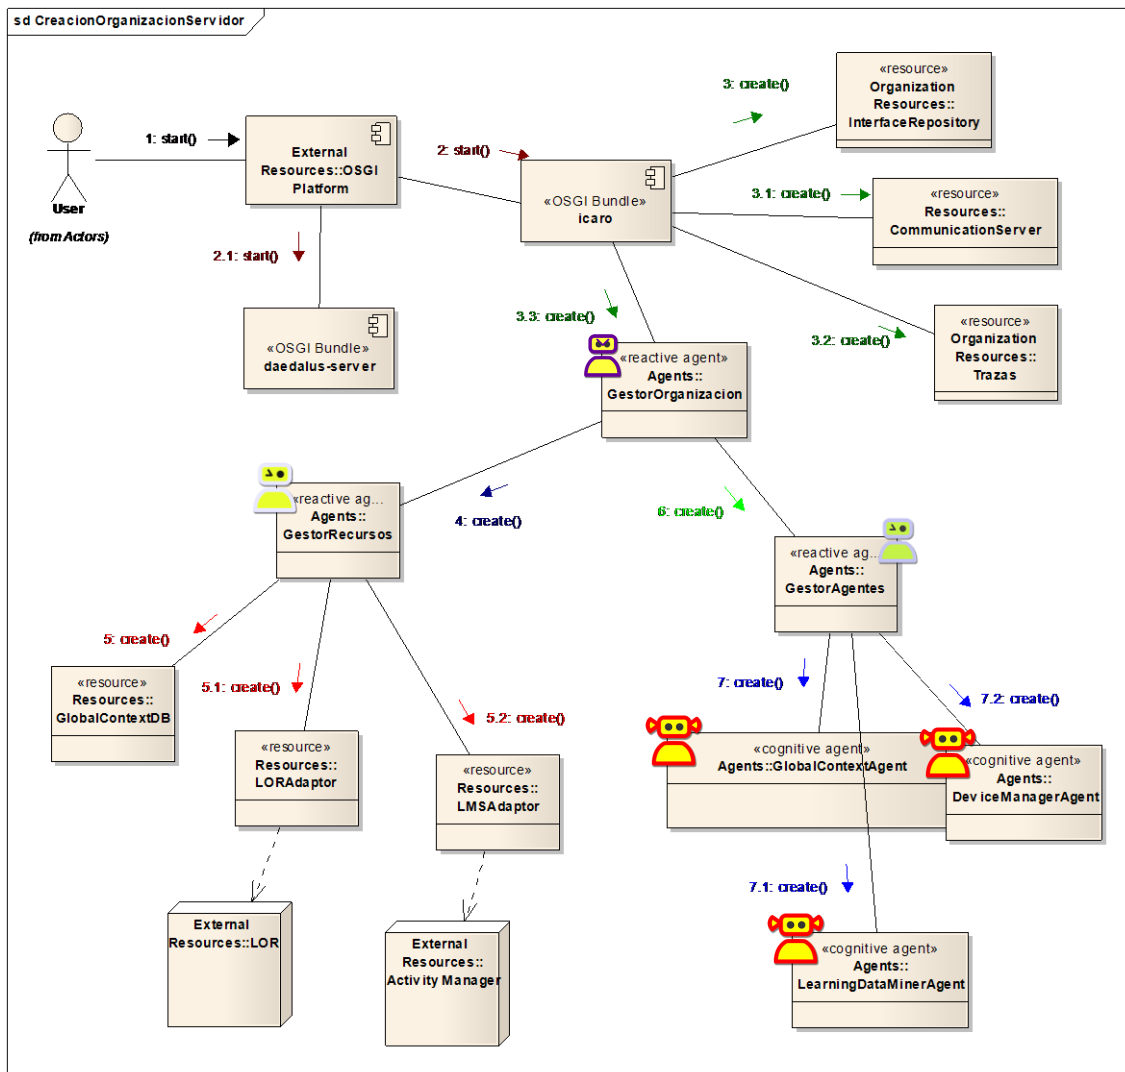 sd CreacionOrganizacionServidor
3: create()
«resource»
Organization
Resources::
InterfaceRepository
1: start()
External
Resources::OSGI
Platform
2: start()
«OSGI Bundle»
icaro
3.1: create()
«resource»
Resources::
CommunicationServer
User
(from Actors)
2.1: start()
3.3: create()
3.2: create()
«resource»
Organization
Resources::
Trazas
«OSGI Bundle»
daedalus-server
«reactive agent»
Agents::
GestorOrganizacion
«reactive ag...
Agents::
GestorRecursos
4: create()
6: create()
«reactive ag...
Agents::
GestorAgentes
5: create()
«resource»
Resources::
GlobalContextDB
5.1: create()
5.2: create()
7: create()
7.2: create()
«resource»
Resources::
LORAdaptor
«resource»
Resources::
LMSAdaptor
«cognitive agent»
Agents::GlobalContextAgent
«cognitive agent»
Agents::
DeviceManagerAgent
7.1: create()
External
Resources::LOR
External
Resources::
Activity Manager
«cognitive agent»
Agents::
LearningDataMinerAgent